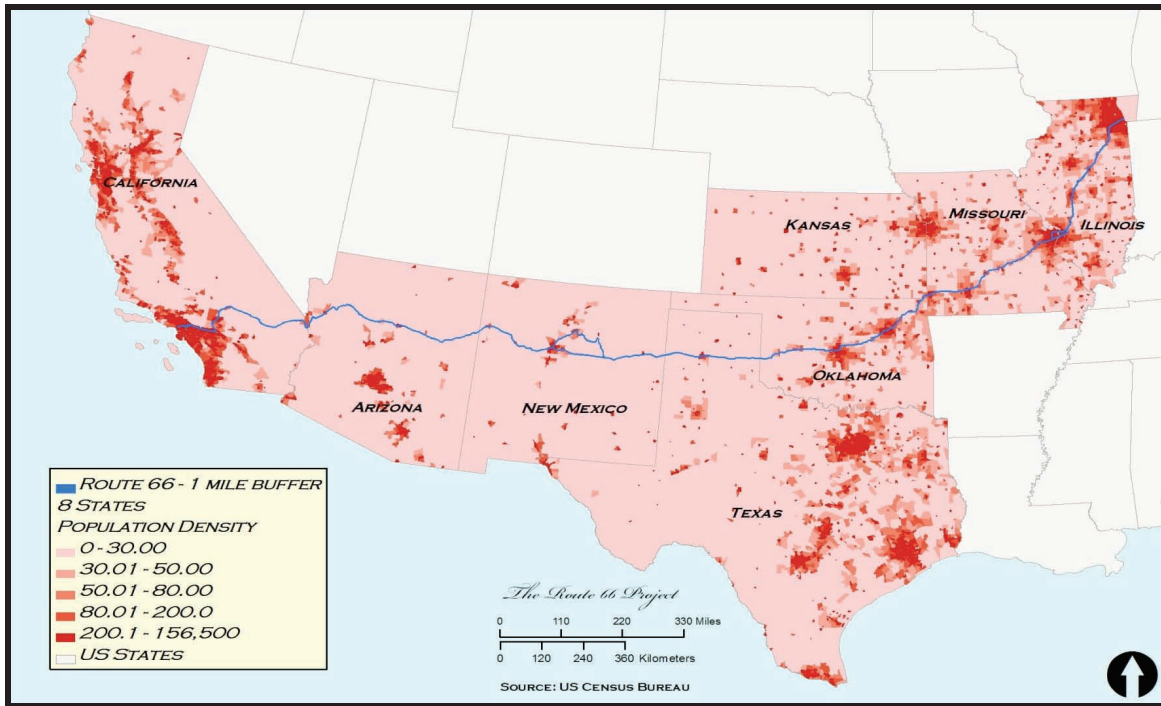 California
Kansas
Missouri
Illinois
Oklahoma
Arizona
New Mexico
Texas
Route 66 - 1 mile buffer
8 States
Population Density
0 - 30.00
30.01 - 50.00
50.01 - 80.00
80.01 - 200.0
200.1 - 156,500
US States
The Route 66 Project
0 110 220 330 Miles
0 120 240 360 Kilometers
Source: US Census Bureau